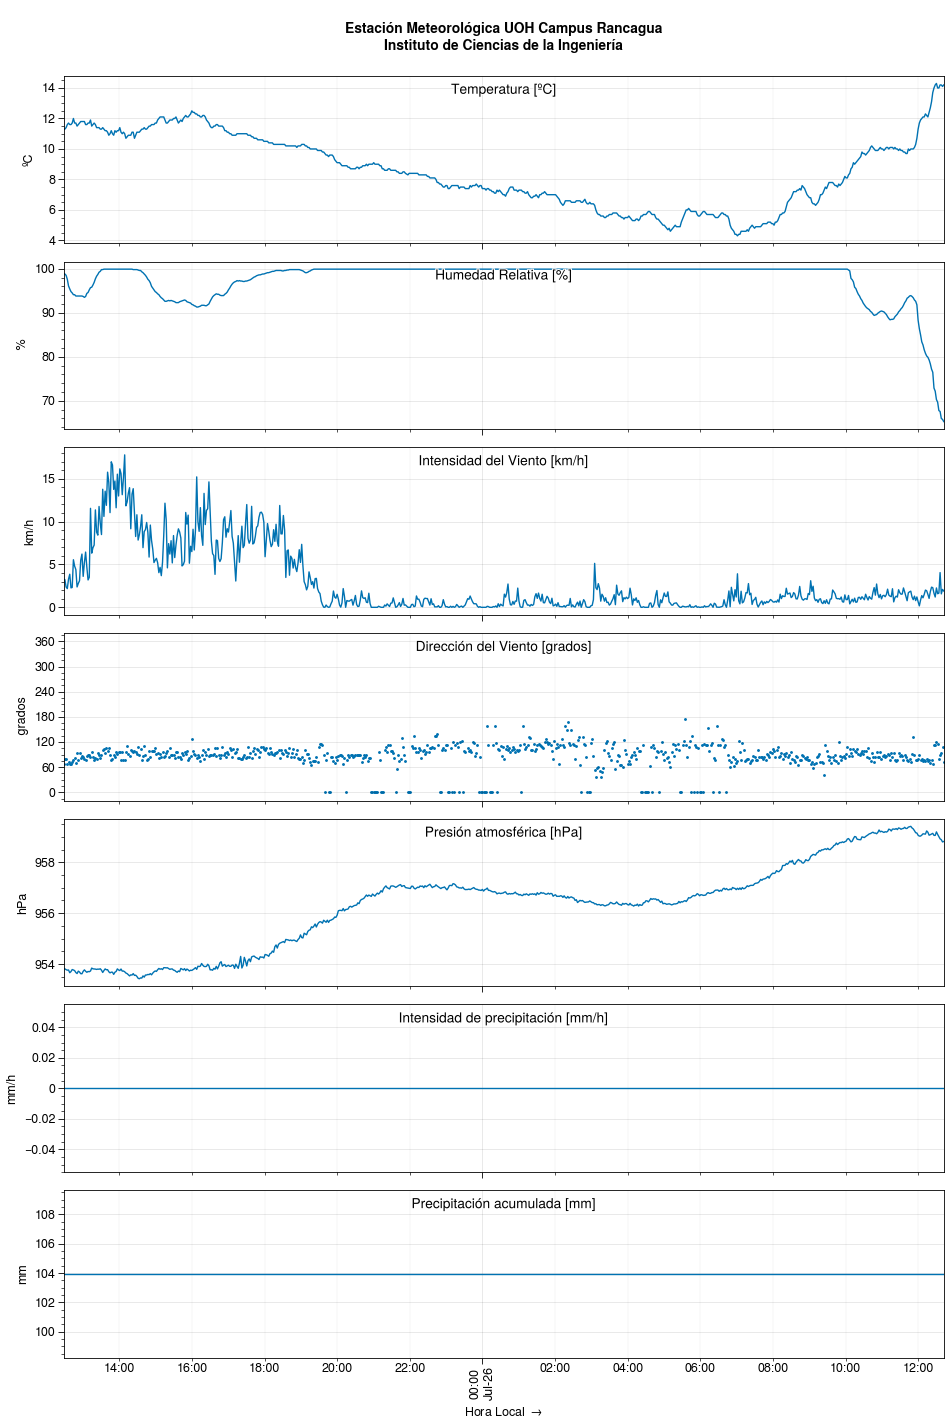 Estación Meteorológica UOH Campus Rancagua
Instituto de Ciencias de la Ingeniería
Temperatura [ºC]
ºC
14
12
10
8
6
4
Humedad Relativa [%]
%
100
90
80
70
Intensidad del Viento [km/h]
km/h
15
10
5
0
Dirección del Viento [grados]
grados
360
300
240
180
120
60
0
Presión atmosférica [hPa]
hPa
958
956
954
Intensidad de precipitación [mm/h]
mm/h
0.04
0.02
0
−0.02
−0.04
Precipitación acumulada [mm]
mm
108
106
104
102
100
14:00 16:00 18:00 20:00 22:00 00:00 02:00 04:00 06:00 08:00 10:00 12:00
Jul-26
Hora Local →